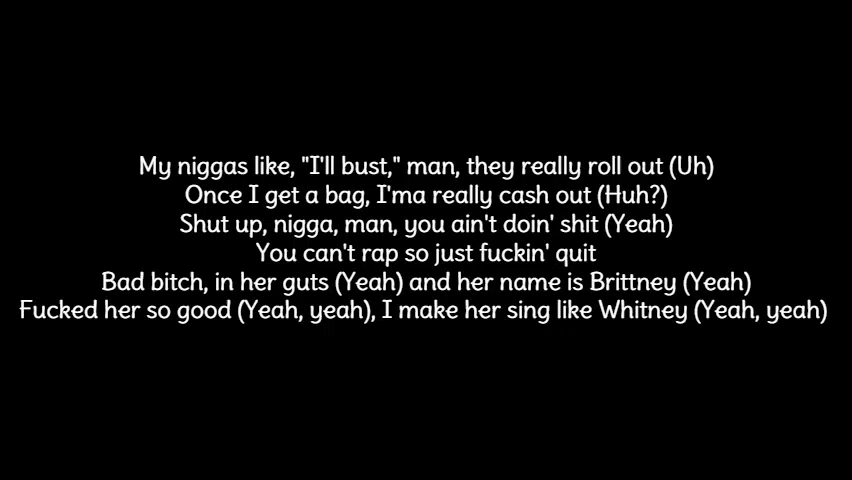 My niggas like, "I'll bust," man, they really roll out (Uh)
Once I get a bag, I'ma really cash out (Huh?)
Shut up, nigga, man, you ain't doin' shit (Yeah)
You can't rap so just fuckin' quit
Bad bitch, in her guts (Yeah) and her name is Brittney (Yeah)
Fucked her so good (Yeah, yeah), I make her sing like Whitney (Yeah, yeah)